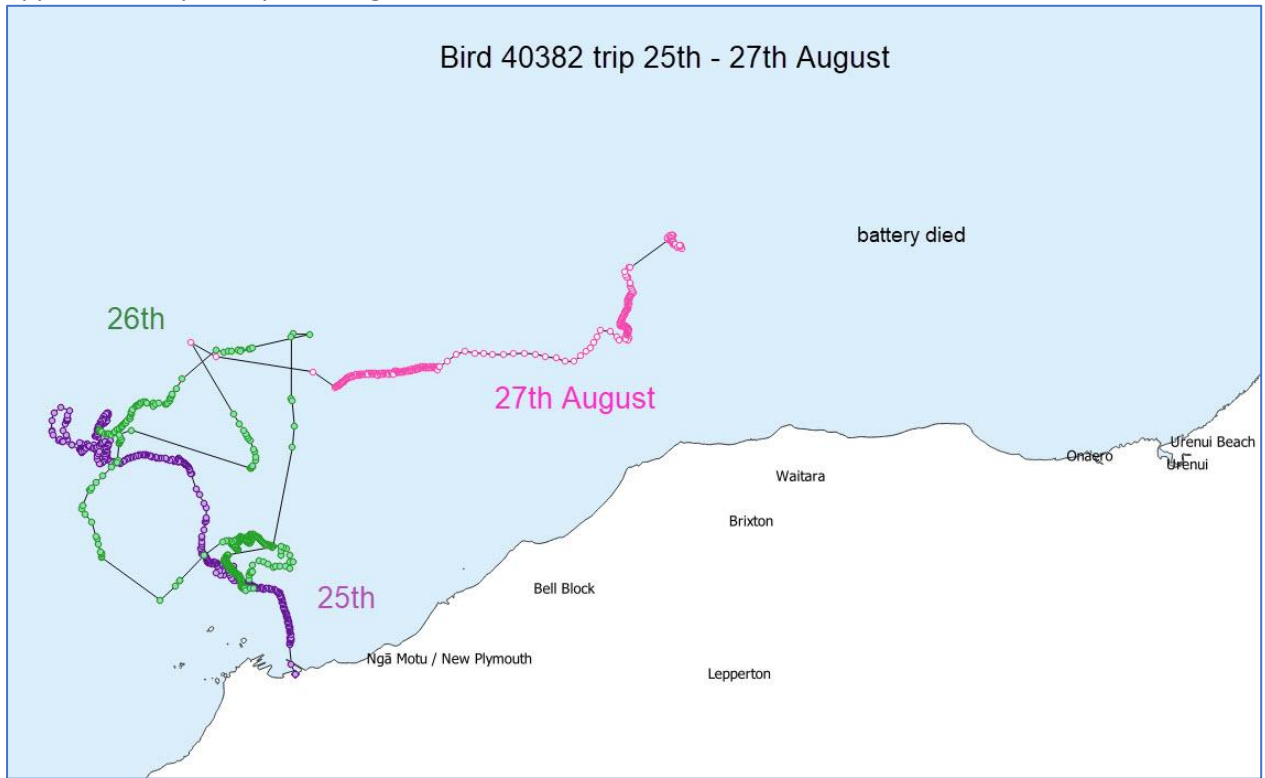 Bird 40382 trip 25th - 27th August
battery died
26th
27th August
Onaero
Urenui Beach
Urenui
Waitara
Brixton
Bell Block
25th
Ngā Motu / New Plymouth
Lepperton